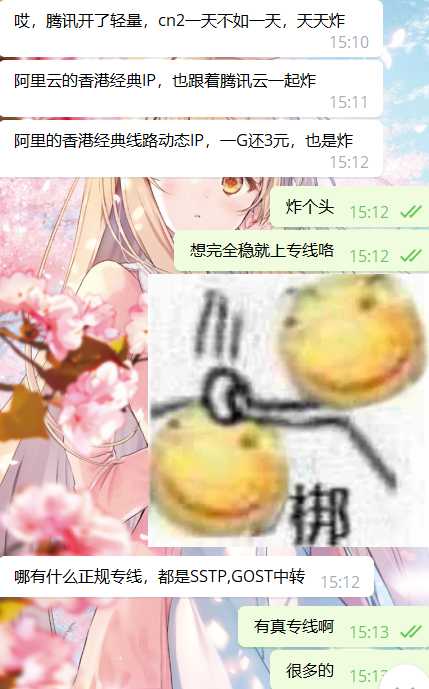 哎，腾讯开了轻量，cn2一天不如一天，天天炸
15:10
阿里云的香港经典IP，也跟着腾讯云一起炸
15:11
阿里的香港经典线路动态IP，一G还3元，也是炸
15:12
炸个头 15:12
想完全稳就上专线咯 15:12
梆
哪有什么正规专线，都是SSTP,GOST中转 15:12
有真专线啊 15:13
很多的 15:13